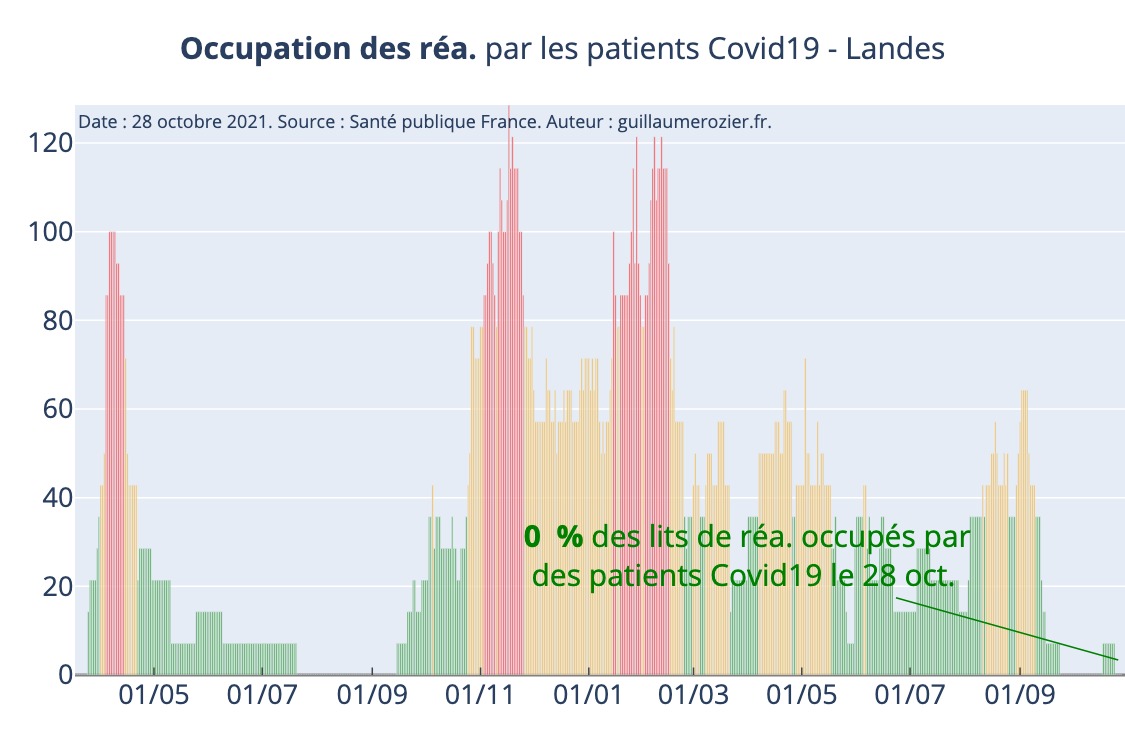 Occupation des réa. par les patients Covid19 - Landes
Date : 28 octobre 2021. Source : Santé publique France. Auteur : guillaumerozier.fr.
120
100
80
60
40
20
0
0 % des lits de réa. occupés par
des patients Covid19 le 28 oct.
01/05 01/07 01/09 01/11 01/01 01/03 01/05 01/07 01/09